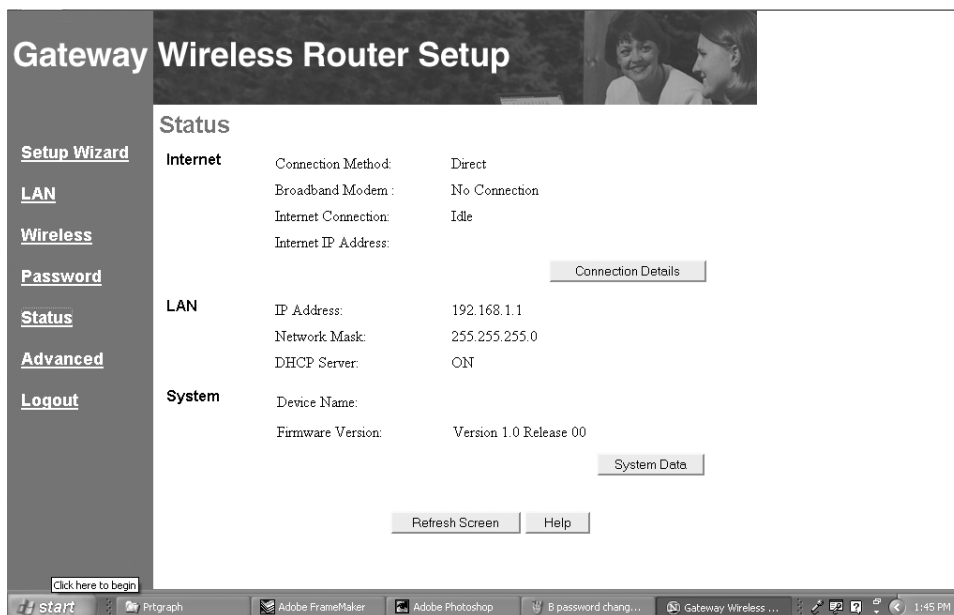 Gateway Wireless Router Setup
Setup Wizard
LAN
Wireless
Password
Status
Advanced
Logout
Status
Internet
Connection Method: Direct
Broadband Modem : No Connection
Internet Connection: Idle
Internet IP Address:
Connection Details
LAN
IP Address: 192.168.1.1
Network Mask: 255.255.255.0
DHCP Server: ON
System
Device Name:
Firmware Version: Version 1.0 Release 00
System Data
Refresh Screen Help
Click here to begin
start Prtgraph Adobe FrameMaker Adobe Photoshop B password chang... Gateway Wireless ... 1:45 PM